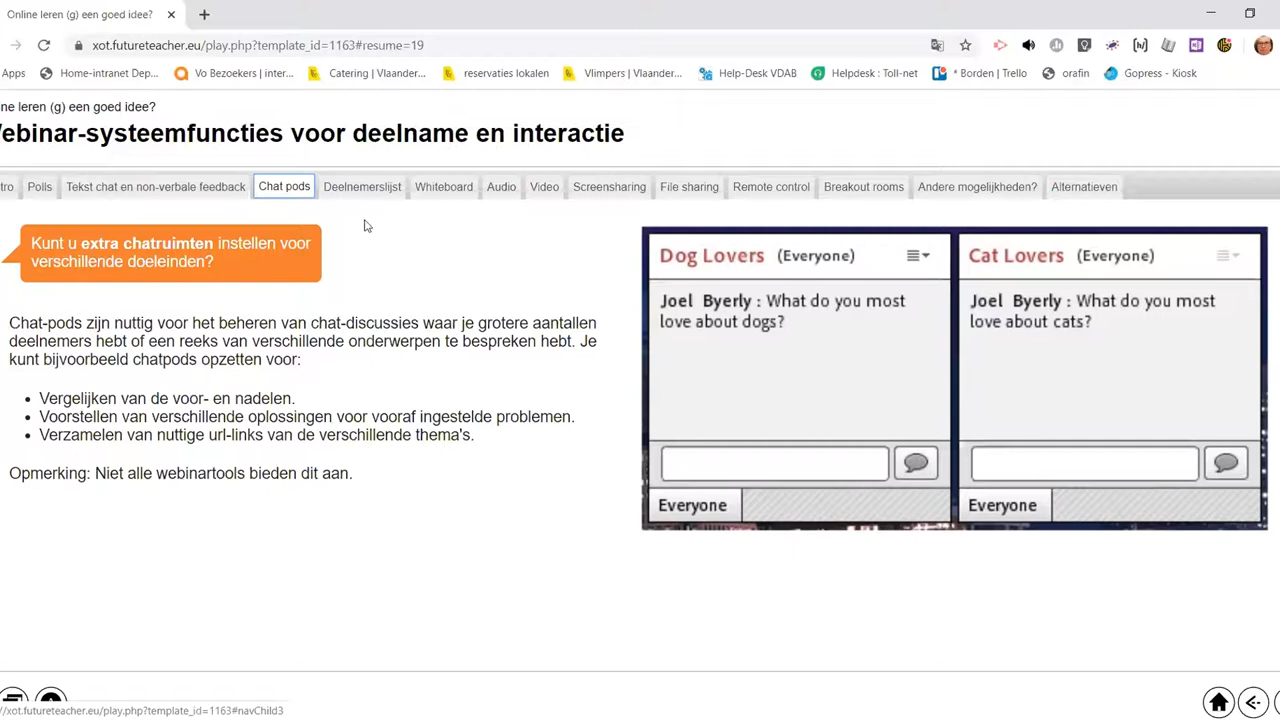 Online leren (g) een goed idee?
xot.futureteacher.eu/play.php?template_id=1163#resume=19
Apps Home-intranet Dep... Vo Bezoekers | inter... Catering | Vlaander... reservaties lokalen Vlimpers | Vlaander... Help-Desk VDAB Helpdesk : Toll-net * Borden | Trello orafin Gopress - Kiosk
ne leren (g) een goed idee?
ebinar-systeemfuncties voor deelname en interactie
tro Polls Tekst chat en non-verbale feedback Chat pods Deelnemerslijst Whiteboard Audio Video Screensharing File sharing Remote control Breakout rooms Andere mogelijkheden? Alternatieven
Kunt u extra chatruimten instellen voor
verschillende doeleinden?
Chat-pods zijn nuttig voor het beheren van chat-discussies waar je grotere aantallen
deelnemers hebt of een reeks van verschillende onderwerpen te bespreken hebt. Je
kunt bijvoorbeeld chatpods opzetten voor:
• Vergelijken van de voor- en nadelen.
• Voorstellen van verschillende oplossingen voor vooraf ingestelde problemen.
• Verzamelen van nuttige url-links van de verschillende thema's.
Opmerking: Niet alle webinartools bieden dit aan.
Dog Lovers (Everyone)
Joel Byerly : What do you most
love about dogs?
Everyone
Cat Lovers (Everyone)
Joel Byerly : What do you most
love about cats?
Everyone
//xot.futureteacher.eu/play.php?template_id=1163#navChild3